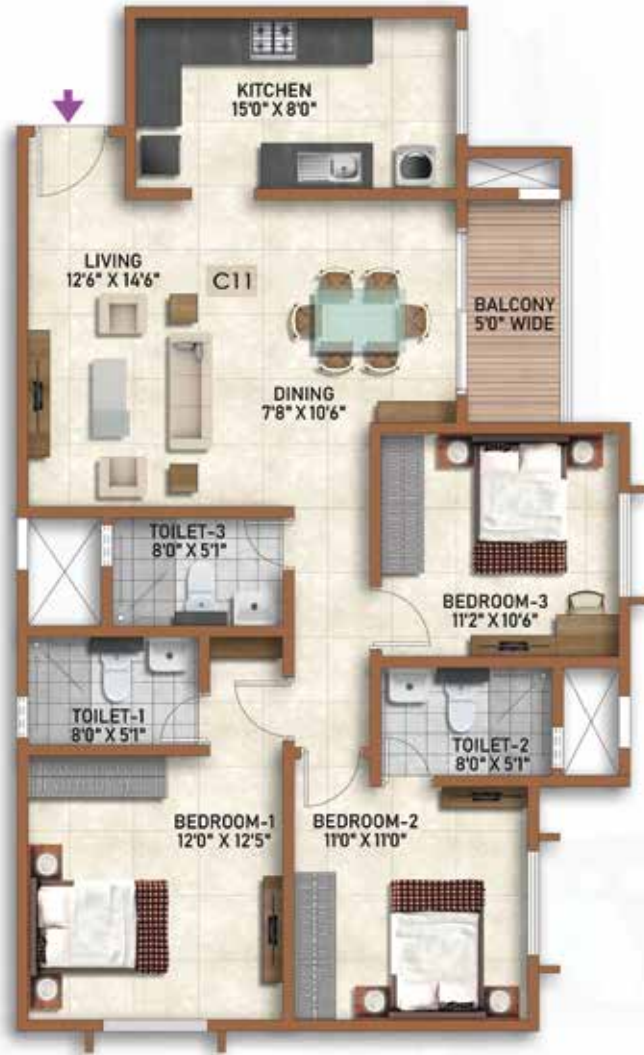 KITCHEN
15'0" X 8'0"
LIVING
12'6" X 14'6"
C11
BALCONY
5'0" WIDE
DINING
7'8" X 10'6"
TOILET-3
8'0" X 5'1"
BEDROOM-3
11'2" X 10'6"
TOILET-1
8'0" X 5'1"
TOILET-2
8'0" X 5'1"
BEDROOM-1
12'0" X 12'5"
BEDROOM-2
11'0" X 11'0"